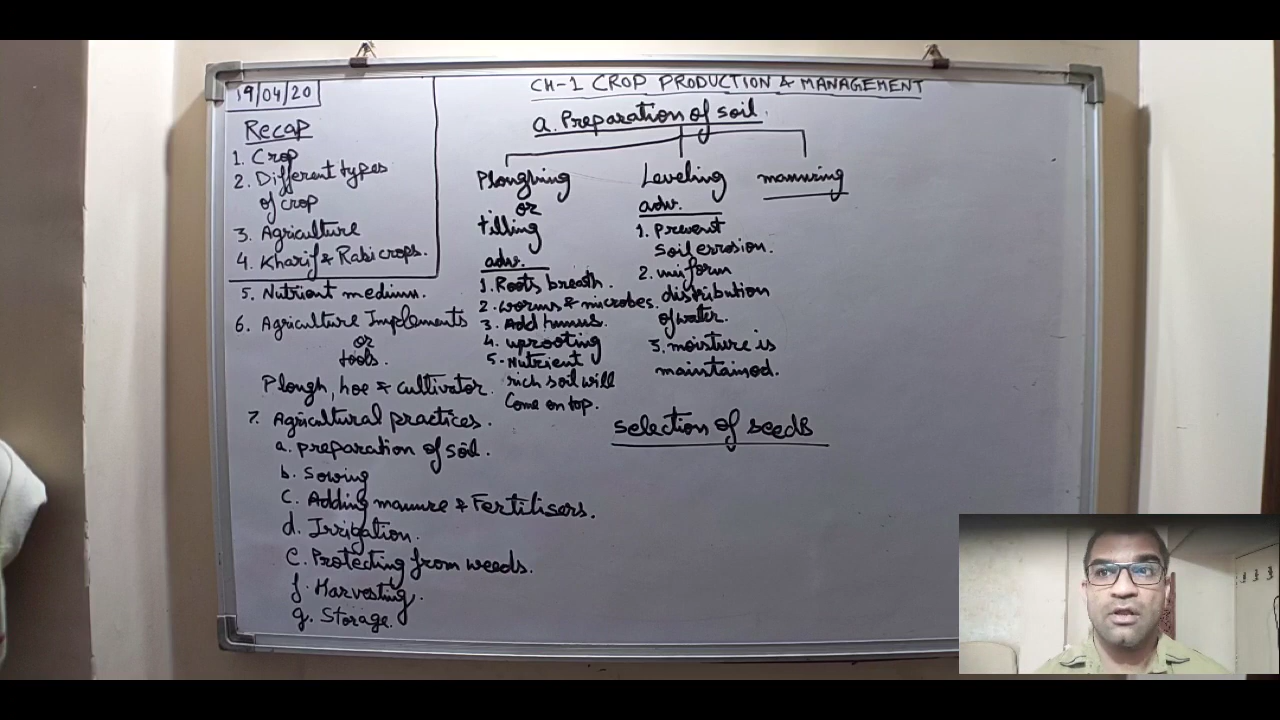 19/04/20
CH-1 CROP PRODUCTION & MANAGEMENT
Recap
1. Crop
2. Different types
of crop
3. Agriculture
4. Kharif & Rabi crops.
5. Nutrient mediums.
6. Agriculture Implements
or
tools.
Plough, hoe & cultivator.
7. Agricultural practices.
a. preparation of soil.
b. Sowing
C. Adding manure & Fertilisers.
d. Irrigation.
C. Protecting from weeds.
f. Harvesting.
g. Storage.
a. Preparation of soil.
Ploughing
or
tilling
adv.
1. Roots breath.
2. worms & microbes.
3. Add humus.
4. uprooting
5. Nutrient
rich soil will
Come on top.
Leveling
adv.
1. prevent
soil errosion.
2. uniform
distribution
of water.
3. moisture is
maintained.
manuring
selection of seeds